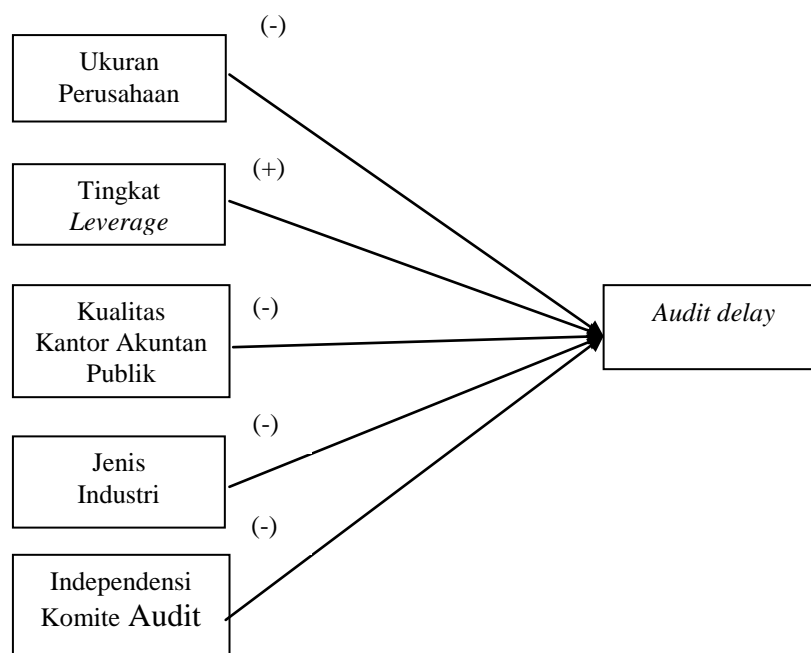 (-)
Ukuran
Perusahaan
(+)
Tingkat
Leverage
(-)
Kualitas
Kantor Akuntan
Publik
Audit delay
(-)
Jenis
Industri
(-)
Independensi
Komite Audit